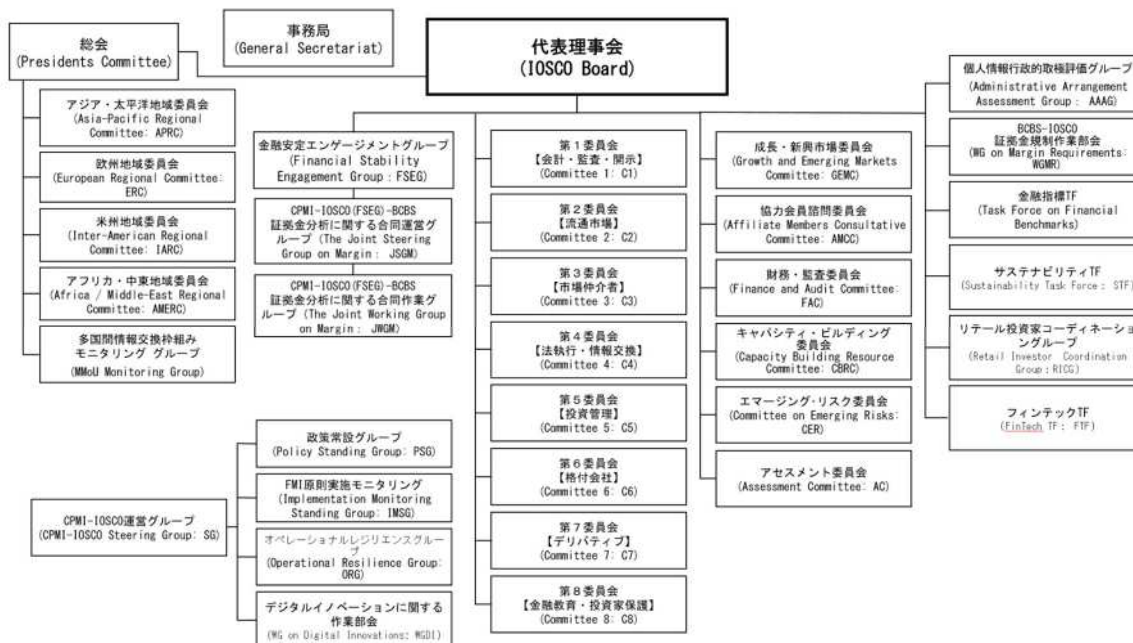 総会
(Presidents Committee)
事務局
(General Secretariat)
代表理事会
(IOSCO Board)
アジア・太平洋地域委員会
(Asia-Pacific Regional
Committee: APRC)
欧州地域委員会
(European Regional Committee:
ERC)
米州地域委員会
(Inter-American Regional
Committee: IARC)
アフリカ・中東地域委員会
(Africa / Middle-East Regional
Committee: AMERC)
多国間情報交換枠組み
モニタリング グループ
(MMoU Monitoring Group)
金融安定エンゲージメントグループ
(Financial Stability
Engagement Group : FSEG)
CPMI-IOSCO(FSEG)-BCBS
証拠金分析に関する合同運営グ
ループ (The Joint Steering
Group on Margin : JSGM)
CPMI-IOSCO(FSEG)-BCBS
証拠金分析に関する合同作業グ
ループ (The Joint Working Group
on Margin : JWGM)
第1委員会
【会計・監査・開示】
(Committee 1: C1)
第2委員会
【流通市場】
(Committee 2: C2)
第3委員会
【市場仲介者】
(Committee 3: C3)
第4委員会
【法執行・情報交換】
(Committee 4: C4)
第5委員会
【投資管理】
(Committee 5: C5)
第6委員会
【格付会社】
(Committee 6: C6)
第7委員会
【デリバティブ】
(Committee 7: C7)
第8委員会
【金融教育・投資家保護】
(Committee 8: C8)
成長・新興市場委員会
(Growth and Emerging Markets
Committee: GEMC)
協力会員諮問委員会
(Affiliate Members Consultative
Committee: AMCC)
財務・監査委員会
(Finance and Audit Committee:
FAC)
キャパシティ・ビルディング
委員会
(Capacity Building Resource
Committee: CBRC)
エマージング・リスク委員会
(Committee on Emerging Risks:
CER)
アセスメント委員会
(Assessment Committee: AC)
個人情報行政的取極評価グループ
(Administrative Arrangement
Assessment Group : AAAG)
BCBS-IOSCO
証拠金規制作業部会
(WG on Margin Requirements:
WGMR)
金融指標TF
(Task Force on Financial
Benchmarks)
サステナビリティTF
(Sustainability Task Force : STF)
リテール投資家コーディネーショ
ングループ
(Retail Investor Coordination
Group：RICG)
フィンテックTF
(FinTech TF : FTF)
CPMI-IOSCO運営グループ
(CPMI-IOSCO Steering Group: SG)
政策常設グループ
(Policy Standing Group: PSG)
FMI原則実施モニタリング
(Implementation Monitoring
Standing Group: IMSG)
オペレーショナルレジリエンスグルー
プ
(Operational Resilience Group:
ORG)
デジタルイノベーションに関する
作業部会
(WG on Digital Innovations: WGDI)